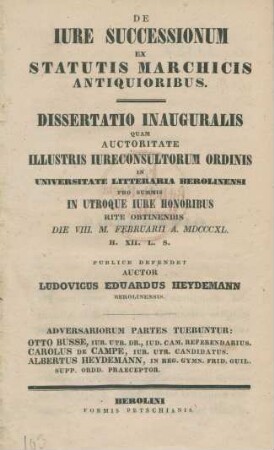 DE
IURE SUCCESSIONUM
EX
STATUTIS MARCHICIS
ANTIQUIORIBUS.
DISSERTATIO INAUGURALIS
QUAM
AUCTORITATE
ILLUSTRIS IURECONSULTORUM ORDINIS
IN
UNIVERSITATE LITTERARIA BEROLINENSI
PRO SUMMIS
IN UTROQUE IURE HONORIBUS
RITE OBTINENDIS
DIE VIII. M. FEBRUARII A. MDCCCXL.
H. XII. L. S.
PUBLICE DEFENDET
AUCTOR
LUDOVICUS EDUARDUS HEYDEMANN
BEROLINENSIS.
ADVERSARIORUM PARTES TUEBUNTUR:
OTTO BUSSE, IUR. UTR. DR., IUD. CAM. REFERENDARIUS.
CAROLUS DE CAMPE, IUR. UTR. CANDIDATUS.
ALBERTUS HEYDEMANN, IN REG. GYMN. FRID. GUIL.
SUPP. ORDD. PRAECEPTOR.
BEROLINI
FORMIS PETSCHIANIS.